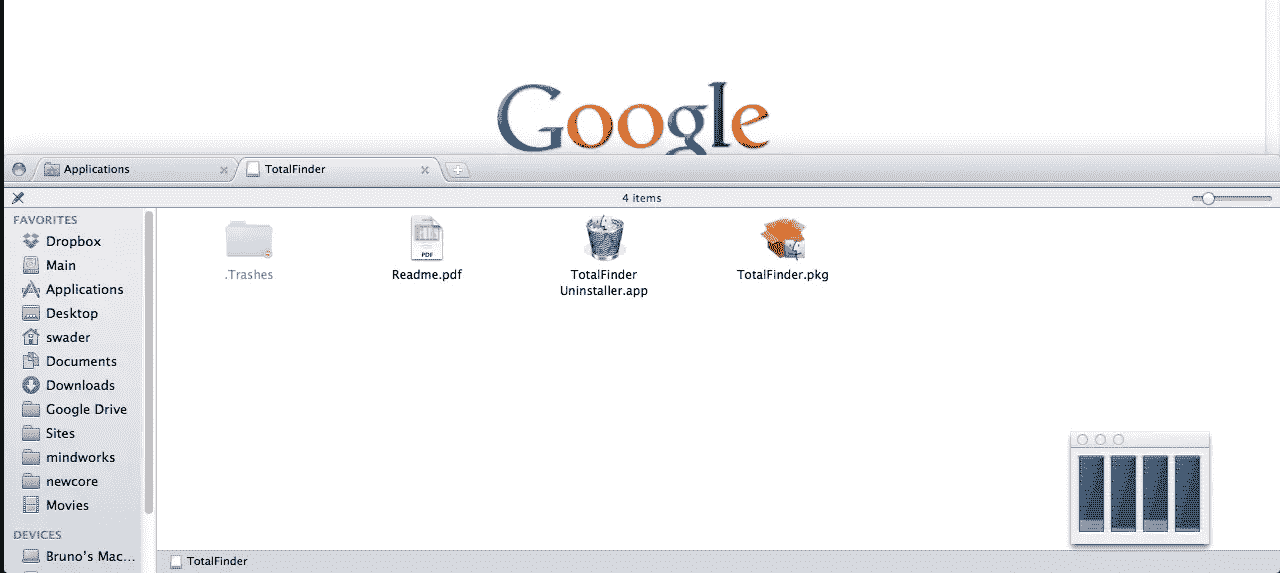 Google
Applications
TotalFinder
4 items
FAVORITES
Dropbox
Main
Applications
Desktop
swader
Documents
Downloads
Google Drive
Sites
mindworks
newcore
Movies
DEVICES
Bruno's Mac...
.Trashes
PDF
Readme.pdf
TotalFinder
Uninstaller.app
TotalFinder.pkg
TotalFinder